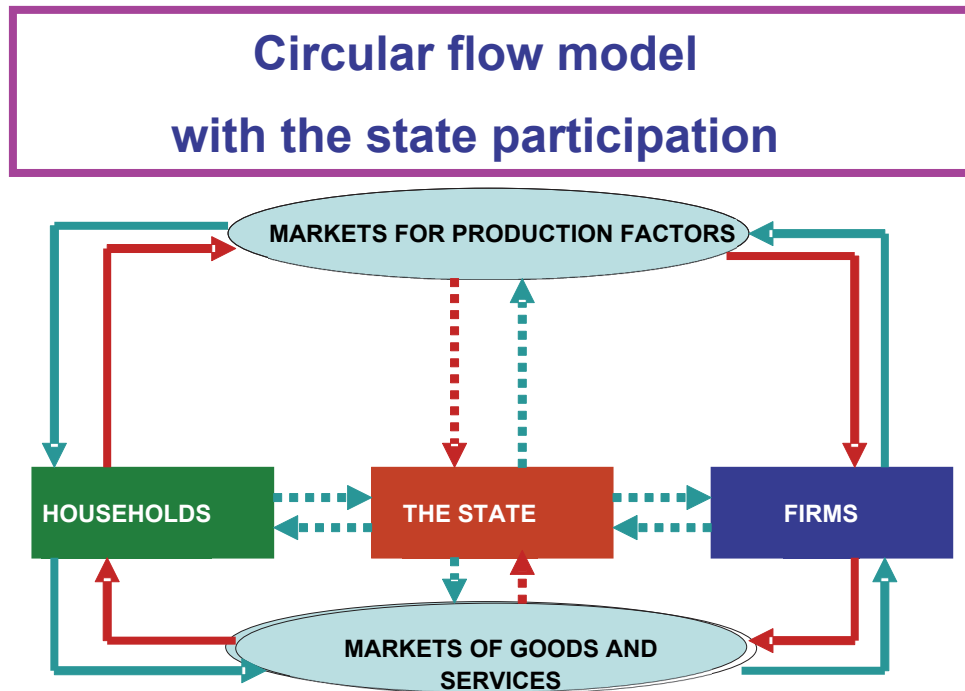 Circular flow model
with the state participation
MARKETS FOR PRODUCTION FACTORS
HOUSEHOLDS
THE STATE
FIRMS
MARKETS OF GOODS AND
SERVICES